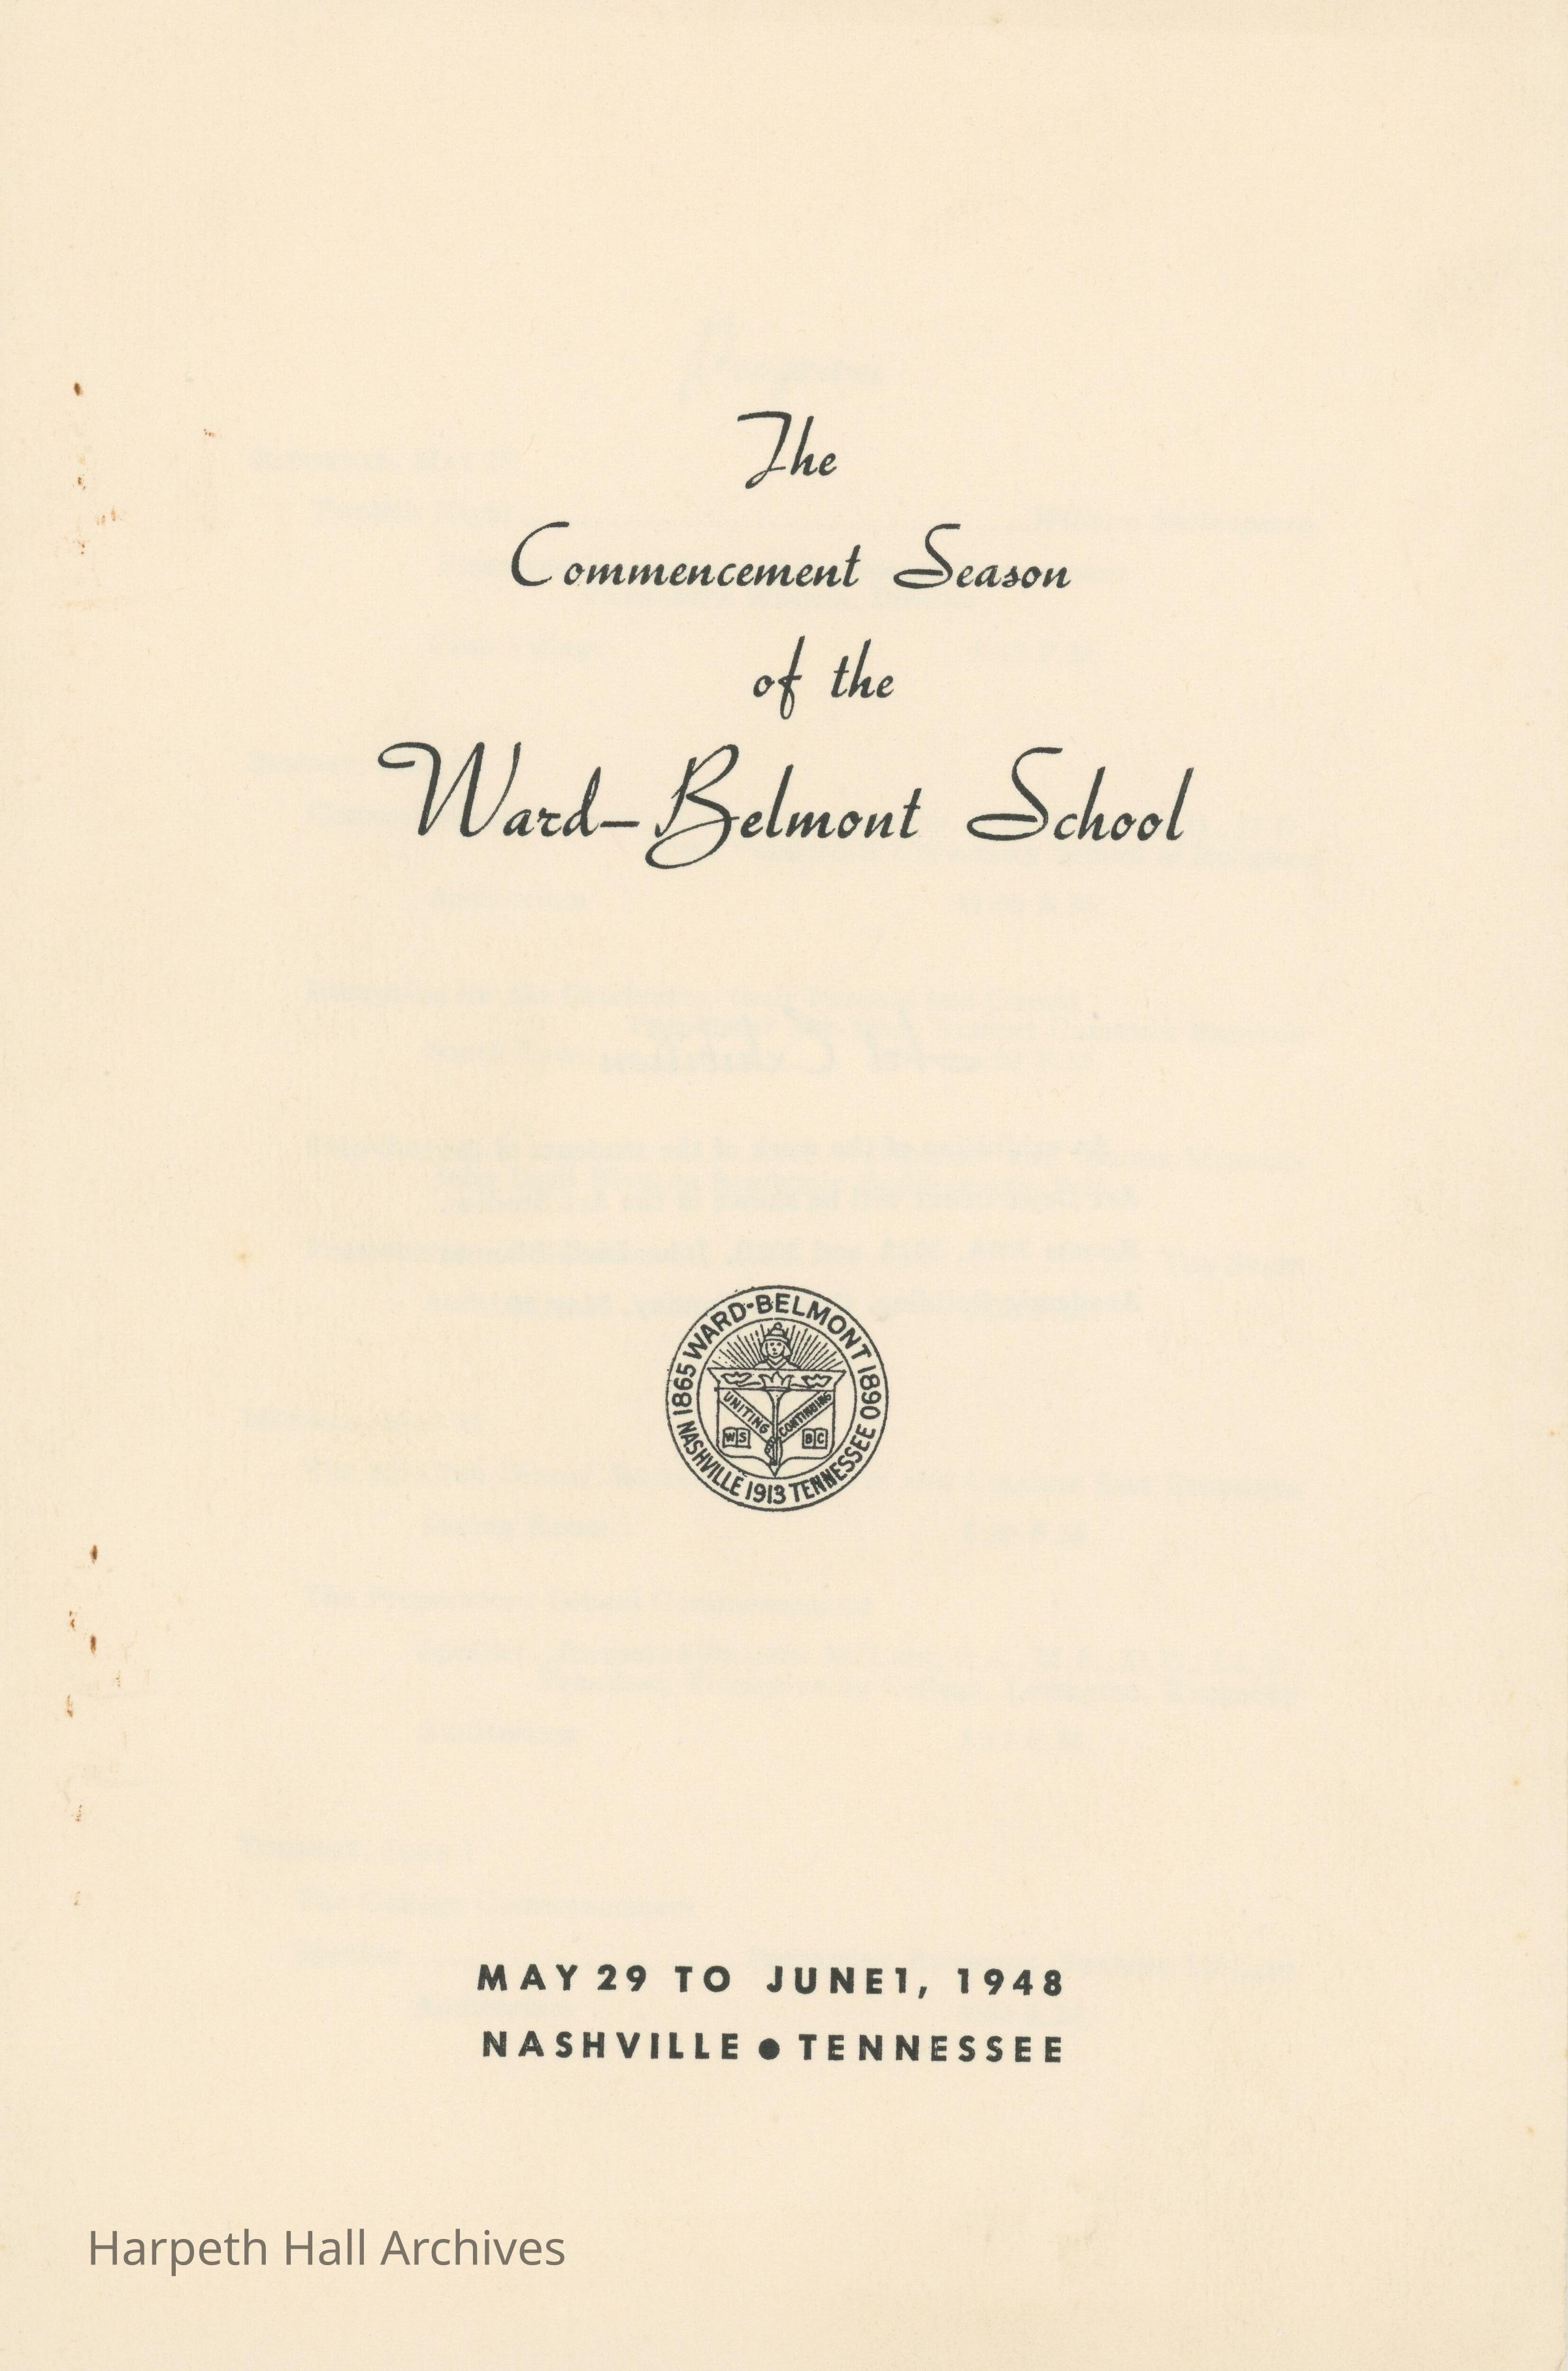 The
Commencement Season
of the
Ward-Belmont School
1865 WARD-BELMONT 1890
UNITING CONTINUING
WS BC
NASHVILLE 1913 TENNESSEE
MAY 29 TO JUNE 1, 1948
NASHVILLE ● TENNESSEE
Harpeth Hall Archives